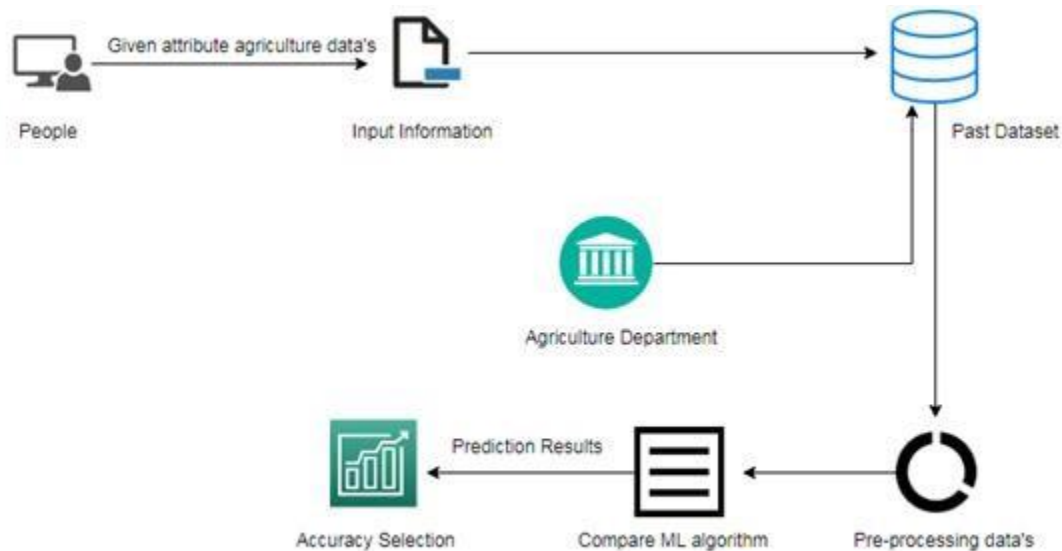 Given attribute agriculture data's
People
Input Information
Past Dataset
Agriculture Department
Prediction Results
Accuracy Selection
Compare ML algorithm
Pre-processing data's